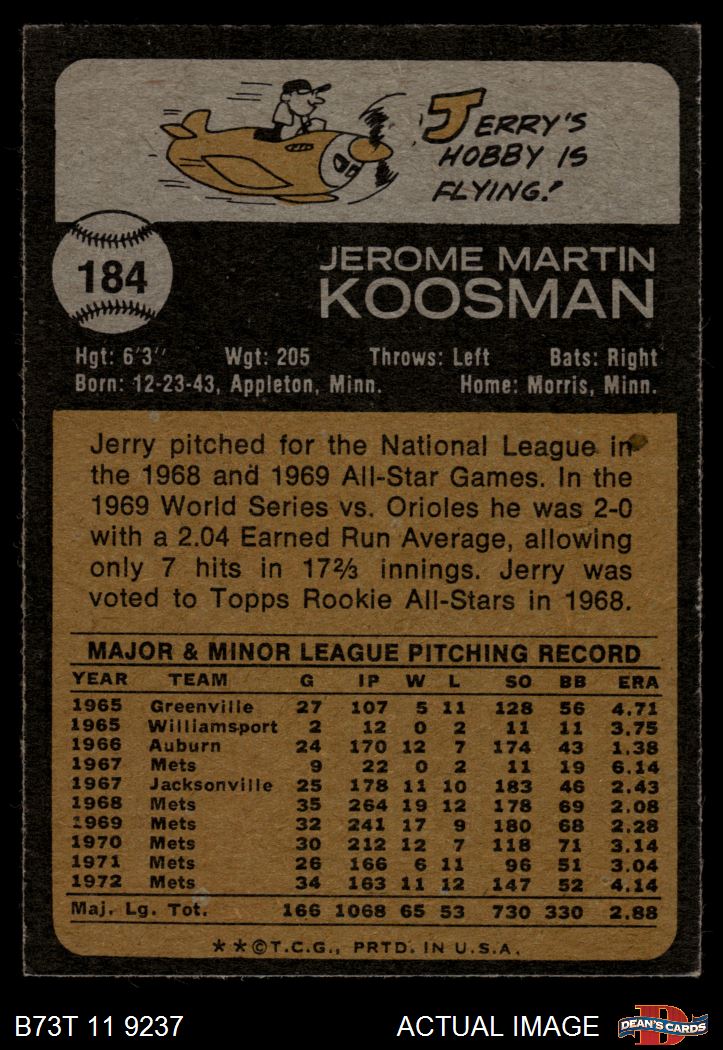 JERRY'S
HOBBY IS
FLYING!
184
JEROME MARTIN
KOOSMAN
Hgt: 6'3" Wgt: 205 Throws: Left Bats: Right
Born: 12-23-43, Appleton, Minn. Home: Morris, Minn.
Jerry pitched for the National League in
the 1968 and 1969 All-Star Games. In the
1969 World Series vs. Orioles he was 2-0
with a 2.04 Earned Run Average, allowing
only 7 hits in 17⅔ innings. Jerry was
voted to Topps Rookie All-Stars in 1968.
MAJOR & MINOR LEAGUE PITCHING RECORD
YEAR TEAM G IP W L SO BB ERA
1965 Greenville 27 107 5 11 128 56 4.71
1965 Williamsport 2 12 0 2 11 11 3.75
1966 Auburn 24 170 12 7 174 43 1.38
1967 Mets 9 22 0 2 11 19 6.14
1967 Jacksonville 25 178 11 10 183 46 2.43
1968 Mets 35 264 19 12 178 69 2.08
1969 Mets 32 241 17 9 180 68 2.28
1970 Mets 30 212 12 7 118 71 3.14
1971 Mets 26 166 6 11 96 51 3.04
1972 Mets 34 163 11 12 147 52 4.14
Maj. Lg. Tot. 166 1068 65 53 730 330 2.88
**©T.C.G., PRTD. IN U.S.A.
B73T 11 9237 ACTUAL IMAGE
D
DEAN'S CARDS